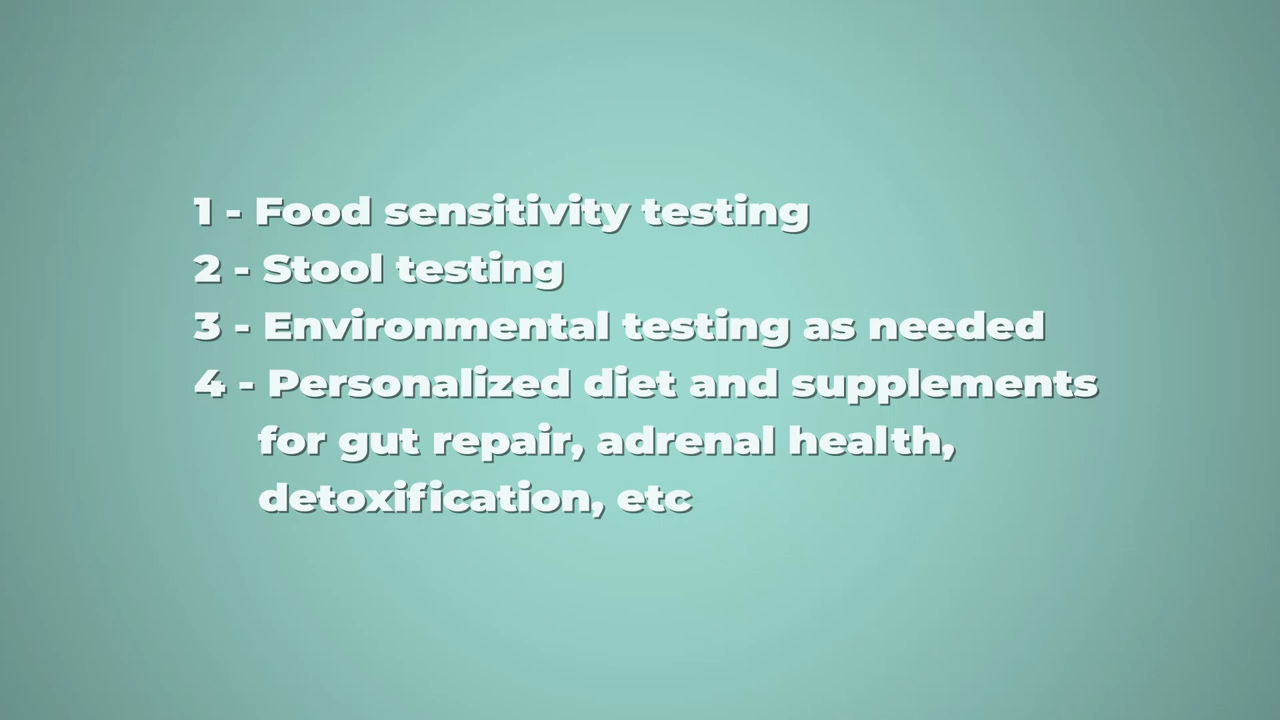 1 - Food sensitivity testing
2 - Stool testing
3 - Environmental testing as needed
4 - Personalized diet and supplements
for gut repair, adrenal health,
detoxification, etc